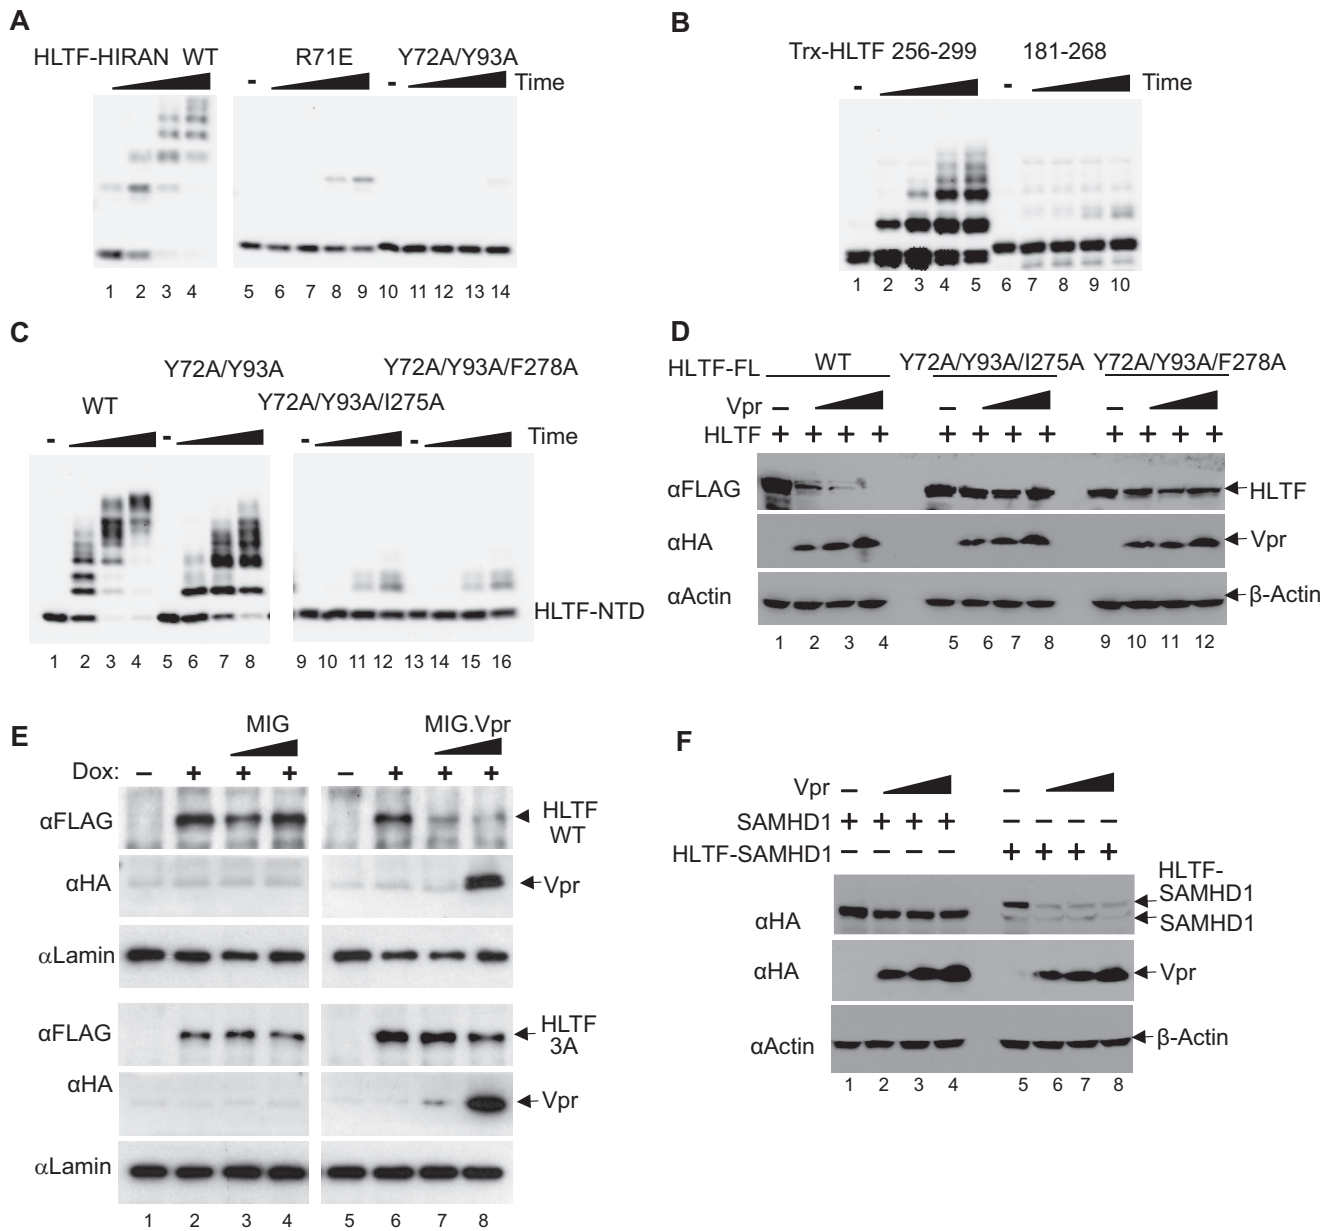 A
HLTF-HIRAN WT
R71E
Y72A/Y93A
- - Time
1 2 3 4 5 6 7 8 9 10 11 12 13 14
B
Trx-HLTF 256-299 181-268
- - Time
1 2 3 4 5 6 7 8 9 10
C
Y72A/Y93A/F278A
Y72A/Y93A
WT Y72A/Y93A/I275A
- - - - Time
HLTF-NTD
1 2 3 4 5 6 7 8 9 10 11 12 13 14 15 16
D
HLTF-FL WT Y72A/Y93A/I275A Y72A/Y93A/F278A
Vpr – – –
HLTF + + + + + + + + + + + +
αFLAG HLTF
αHA Vpr
αActin β-Actin
1 2 3 4 5 6 7 8 9 10 11 12
E
MIG MIG.Vpr
Dox: – + + + – + + +
αFLAG HLTF
WT
αHA Vpr
αLamin
αFLAG HLTF
3A
αHA
Vpr
αLamin
1 2 3 4 5 6 7 8
F
Vpr – –
SAMHD1 + + + + – – – –
HLTF-SAMHD1 – – – – + + + +
HLTF-
SAMHD1
αHA SAMHD1
αHA Vpr
αActin β-Actin
1 2 3 4 5 6 7 8